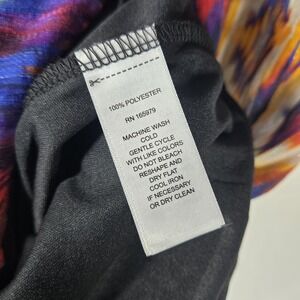 100% POLYESTER
RN 165979
MACHINE WASH
COLD
GENTLE CYCLE
WITH LIKE COLORS
DO NOT BLEACH
RESHAPE AND
DRY FLAT
COOL IRON
IF NECESSARY
OR DRY CLEAN